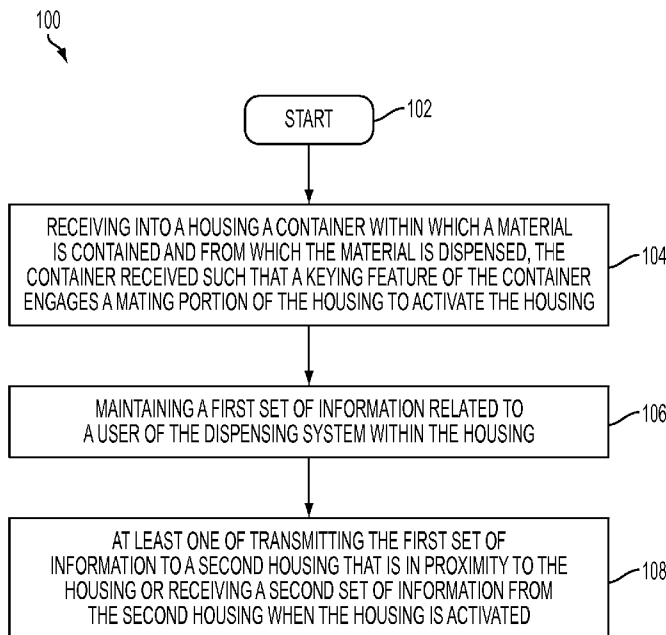 100
START
102
RECEIVING INTO A HOUSING A CONTAINER WITHIN WHICH A MATERIAL
IS CONTAINED AND FROM WHICH THE MATERIAL IS DISPENSED, THE
CONTAINER RECEIVED SUCH THAT A KEYING FEATURE OF THE CONTAINER
ENGAGES A MATING PORTION OF THE HOUSING TO ACTIVATE THE HOUSING
104
MAINTAINING A FIRST SET OF INFORMATION RELATED TO
A USER OF THE DISPENSING SYSTEM WITHIN THE HOUSING
106
AT LEAST ONE OF TRANSMITTING THE FIRST SET OF
INFORMATION TO A SECOND HOUSING THAT IS IN PROXIMITY TO THE
HOUSING OR RECEIVING A SECOND SET OF INFORMATION FROM
THE SECOND HOUSING WHEN THE HOUSING IS ACTIVATED
108